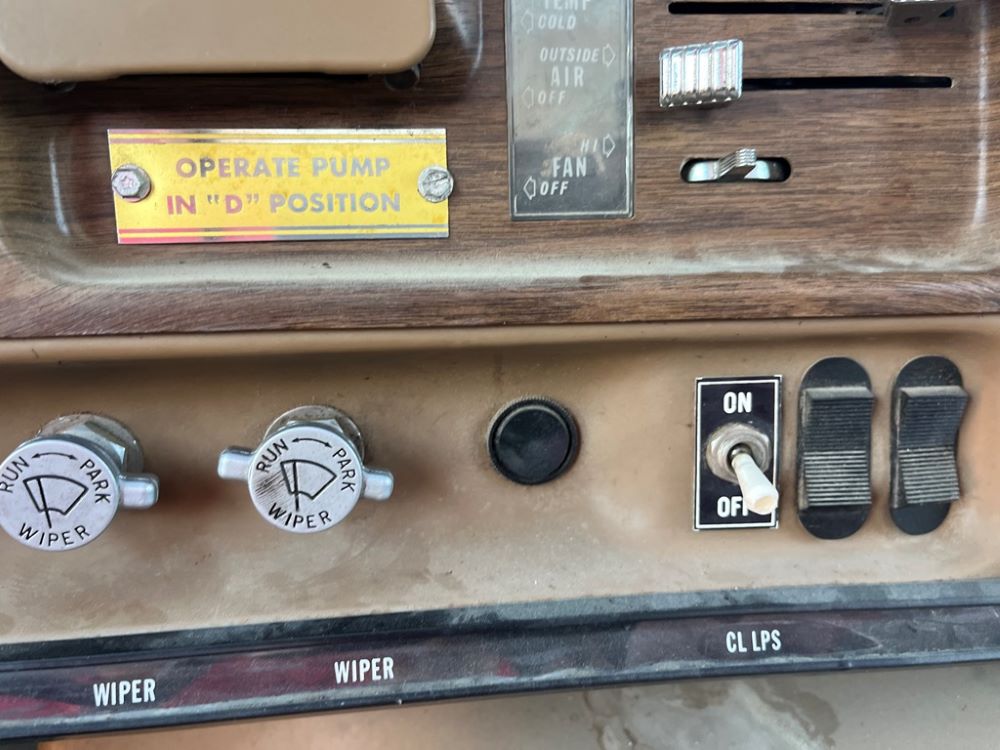 TEMP
COLD
OUTSIDE
AIR
OFF
HI
FAN
OFF
OPERATE PUMP
IN "D" POSITION
RUN PARK
WIPER
RUN PARK
WIPER
ON
OFF
WIPER
WIPER
CL LPS